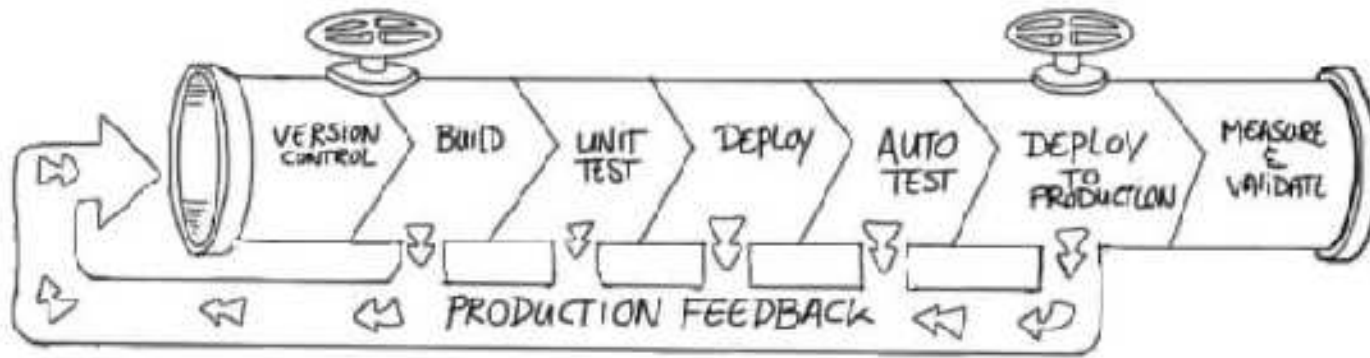 VERSION
CONTROL
BUILD
UNIT
TEST
DEPLOY
AUTO
TEST
DEPLOY
TO
PRODUCTION
MEASURE
&
VALIDATE
PRODUCTION FEEDBACK